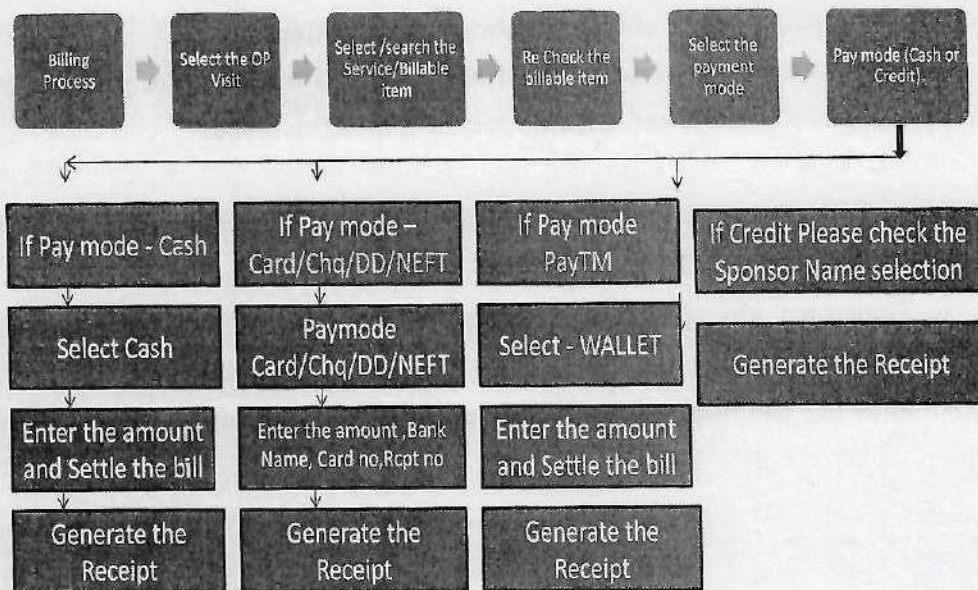 Billing
Process
Select the OP
Visit
Select /search the
Service/Billable
item
Re Check the
billable item
Select the
payment
mode
Pay mode (Cash or
Credit).
If Pay mode - Cash
Select Cash
Enter the amount
and Settle the bill
Generate the
Receipt
If Pay mode –
Card/Chq/DD/NEFT
Paymode
Card/Chq/DD/NEFT
Enter the amount ,Bank
Name, Card no,Rcpt no
Generate the
Receipt
If Pay mode
PayTM
Select - WALLET
Enter the amount
and Settle the bill
Generate the
Receipt
If Credit Please check the
Sponsor Name selection
Generate the Receipt